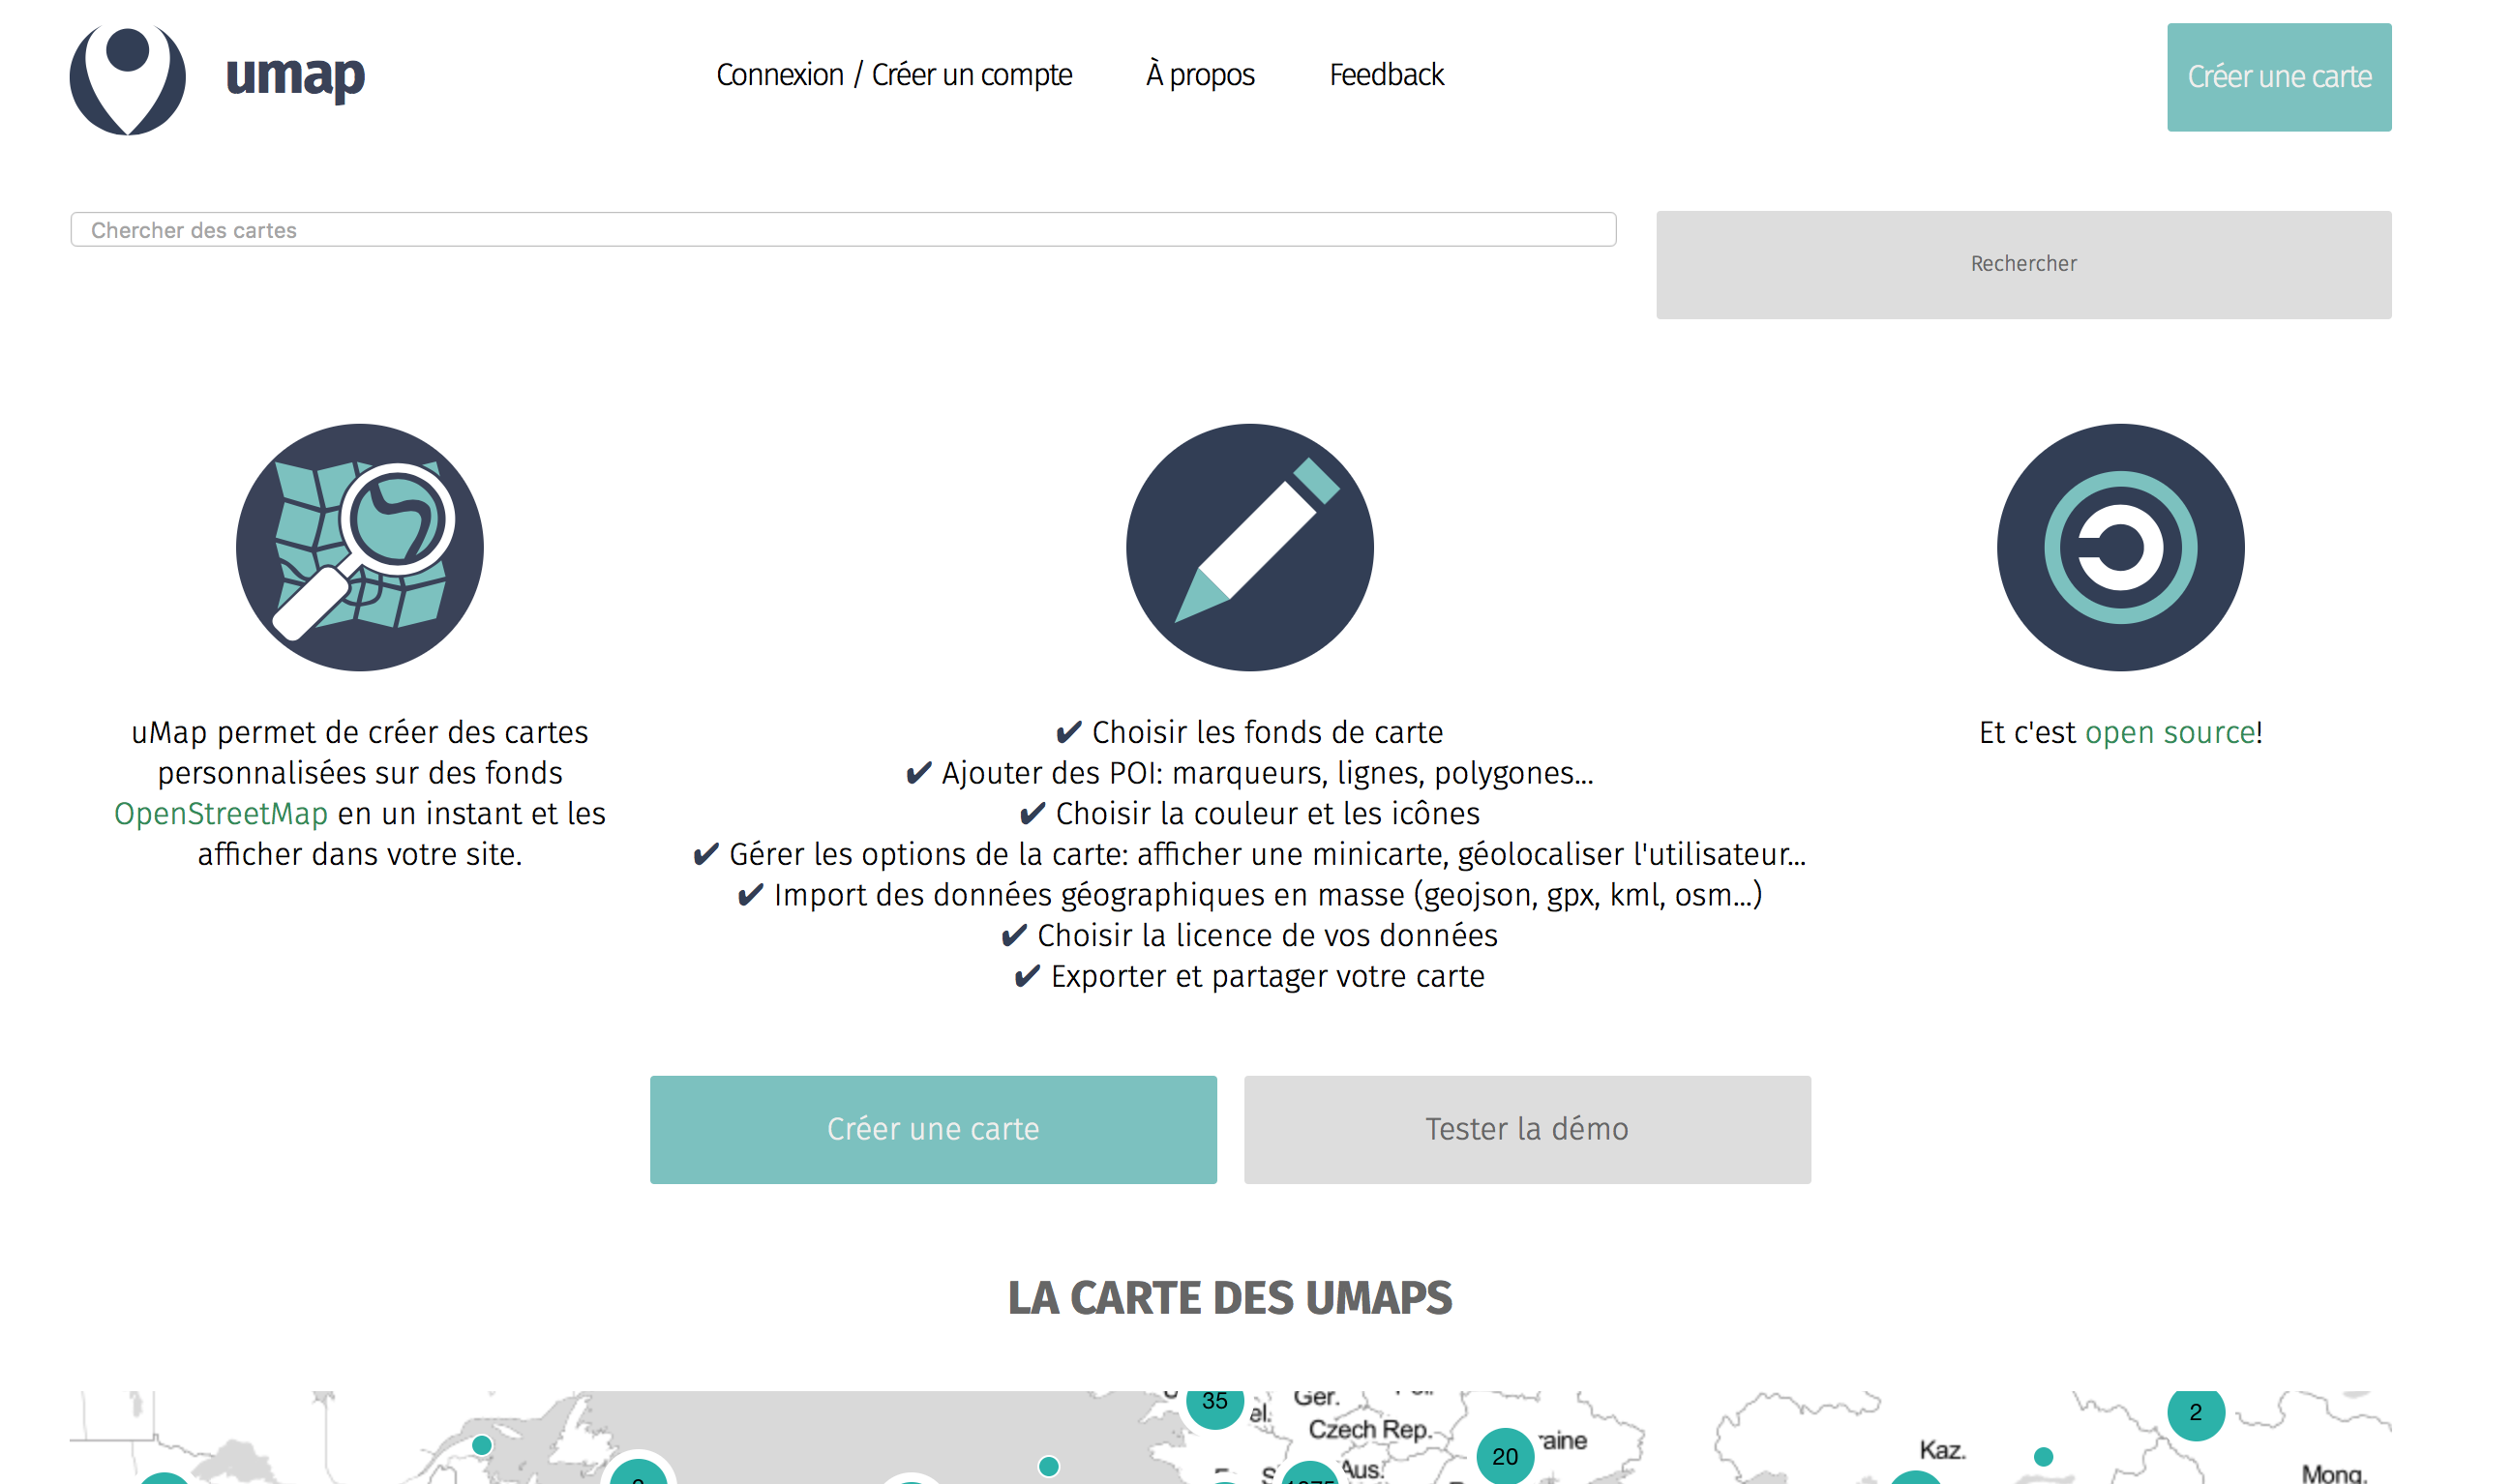 umap
Connexion / Créer un compte
À propos
Feedback
Créer une carte
Chercher des cartes
Rechercher
uMap permet de créer des cartes
personnalisées sur des fonds
OpenStreetMap en un instant et les
afficher dans votre site.
✔ Choisir les fonds de carte
✔ Ajouter des POI: marqueurs, lignes, polygones...
✔ Choisir la couleur et les icônes
✔ Gérer les options de la carte: afficher une minicarte, géolocaliser l'utilisateur...
✔ Import des données géographiques en masse (geojson, gpx, kml, osm...)
✔ Choisir la licence de vos données
✔ Exporter et partager votre carte
Et c'est open source!
Créer une carte
Tester la démo
LA CARTE DES UMAPS
35
Ger.
el.
Czech Rep.
2
20
raine
Kaz.
Aus.
Mong.